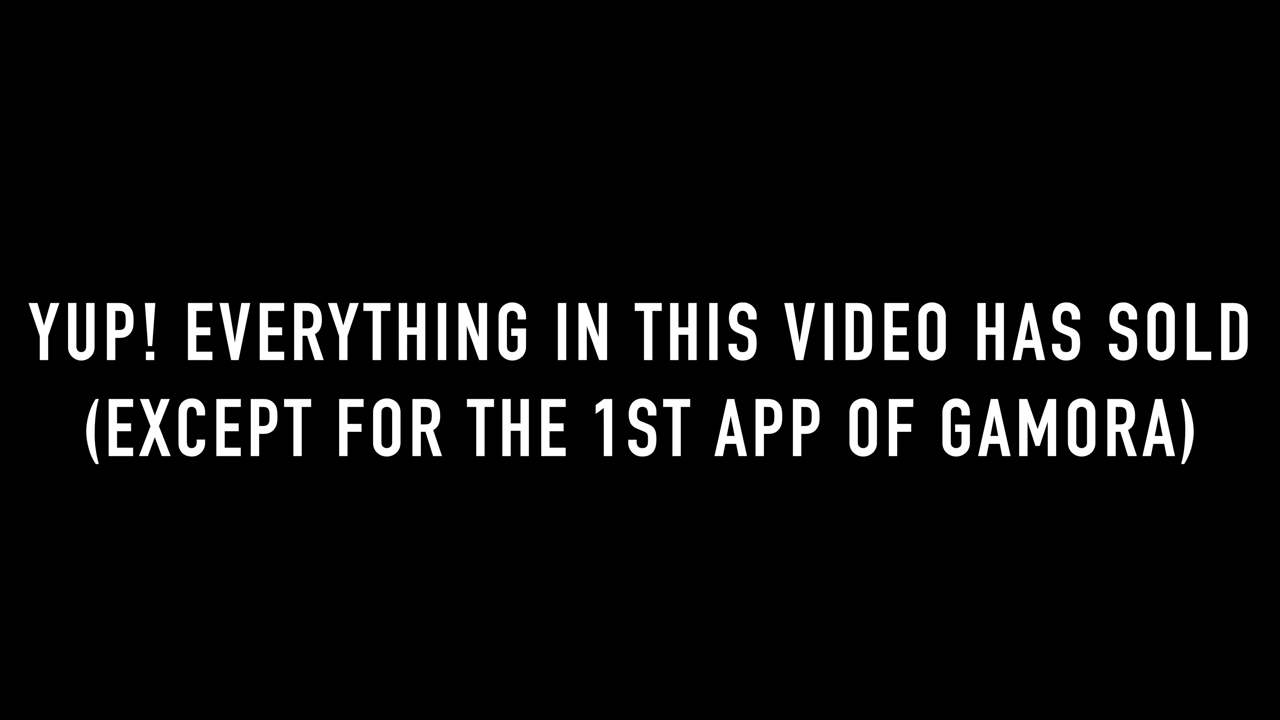 YUP! EVERYTHING IN THIS VIDEO HAS SOLD
(EXCEPT FOR THE 1ST APP OF GAMORA)